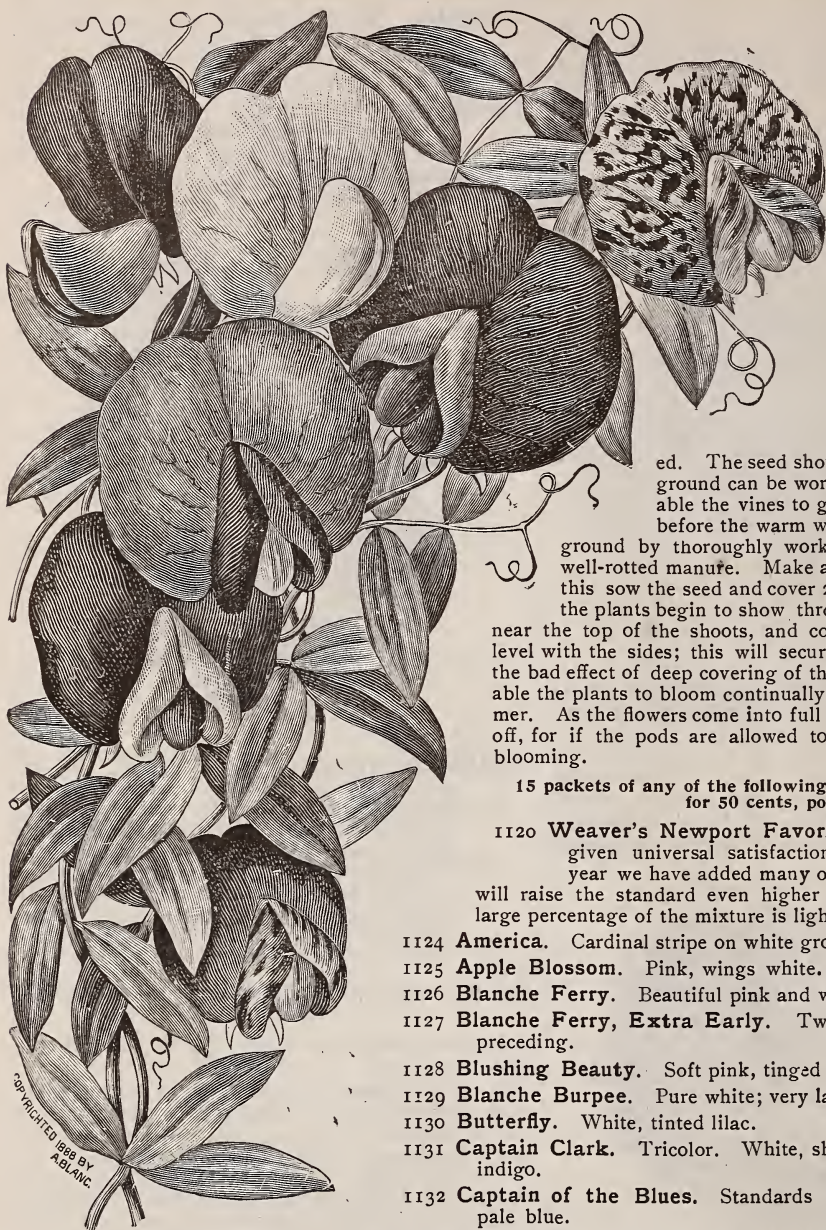 ed. The seed sho
ground can be wor
able the vines to g
before the warm w
ground by thoroughly work
well-rotted manure. Make a
this sow the seed and cover
the plants begin to show thr
near the top of the shoots, and co
level with the sides; this will secur
the bad effect of deep covering of th
able the plants to bloom continually
mer. As the flowers come into full
off, for if the pods are allowed to
blooming.
15 packets of any of the following
for 50 cents, po
1120 Weaver's Newport Favor
given universal satisfaction
year we have added many o
will raise the standard even higher
large percentage of the mixture is ligh
1124 America. Cardinal stripe on white gro
1125 Apple Blossom. Pink, wings white.
1126 Blanche Ferry. Beautiful pink and w
1127 Blanche Ferry, Extra Early. Tw
preceding.
1128 Blushing Beauty. Soft pink, tinged
1129 Blanche Burpee. Pure white; very la
1130 Butterfly. White, tinted lilac.
1131 Captain Clark. Tricolor. White, sh
indigo.
1132 Captain of the Blues. Standards
pale blue.
COPYRIGHTED 1888 BY
A.BLANC.